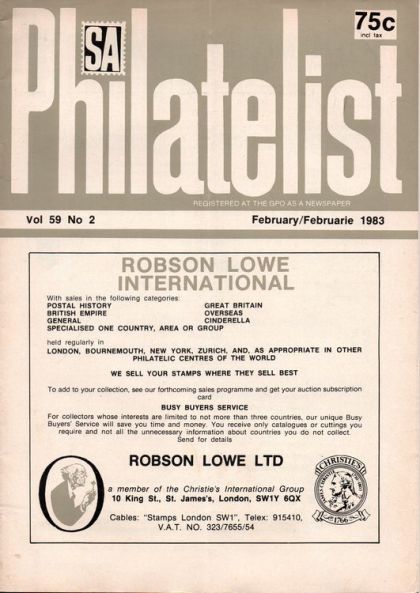 SA
75c
incl tax
Philatelist
REGISTERED AT THE GPO AS A NEWSPAPER
Vol 59 No 2
February/Februarie 1983
ROBSON LOWE
INTERNATIONAL
With sales in the following categories:
POSTAL HISTORY GREAT BRITAIN
BRITISH EMPIRE OVERSEAS
GENERAL CINDERELLA
SPECIALISED ONE COUNTRY, AREA OR GROUP
held regularly in
LONDON, BOURNEMOUTH, NEW YORK, ZURICH, AND, AS APPROPRIATE IN OTHER
PHILATELIC CENTRES OF THE WORLD
WE SELL YOUR STAMPS WHERE THEY SELL BEST
To add to your collection, see our forthcoming sales programme and get your auction subscription
card
BUSY BUYERS SERVICE
For collectors whose interests are limited to not more than three countries, our unique Busy
Buyers' Service will save you time and money. You receive only catalogues or cuttings you
require and not all the unnecessary information about countries you do not collect.
Send for details
ROBSON LOWE LTD
a member of the Christie's International Group
10 King St., St. James's, London, SW1Y 6QX
Cables: "Stamps London SW1", Telex: 915410,
V.A.T. NO. 323/7655/54
CHRISTIE'S
1766